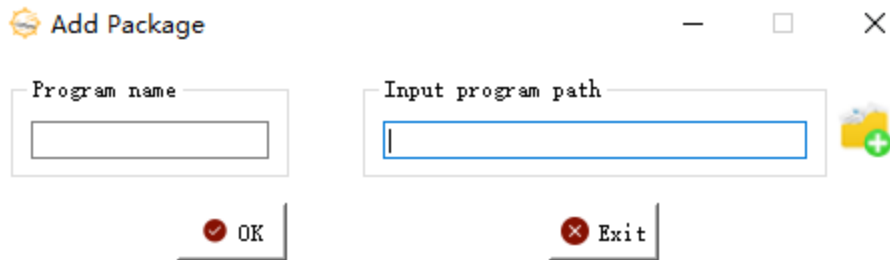 Add Package
Program name
Input program path
OK
Exit